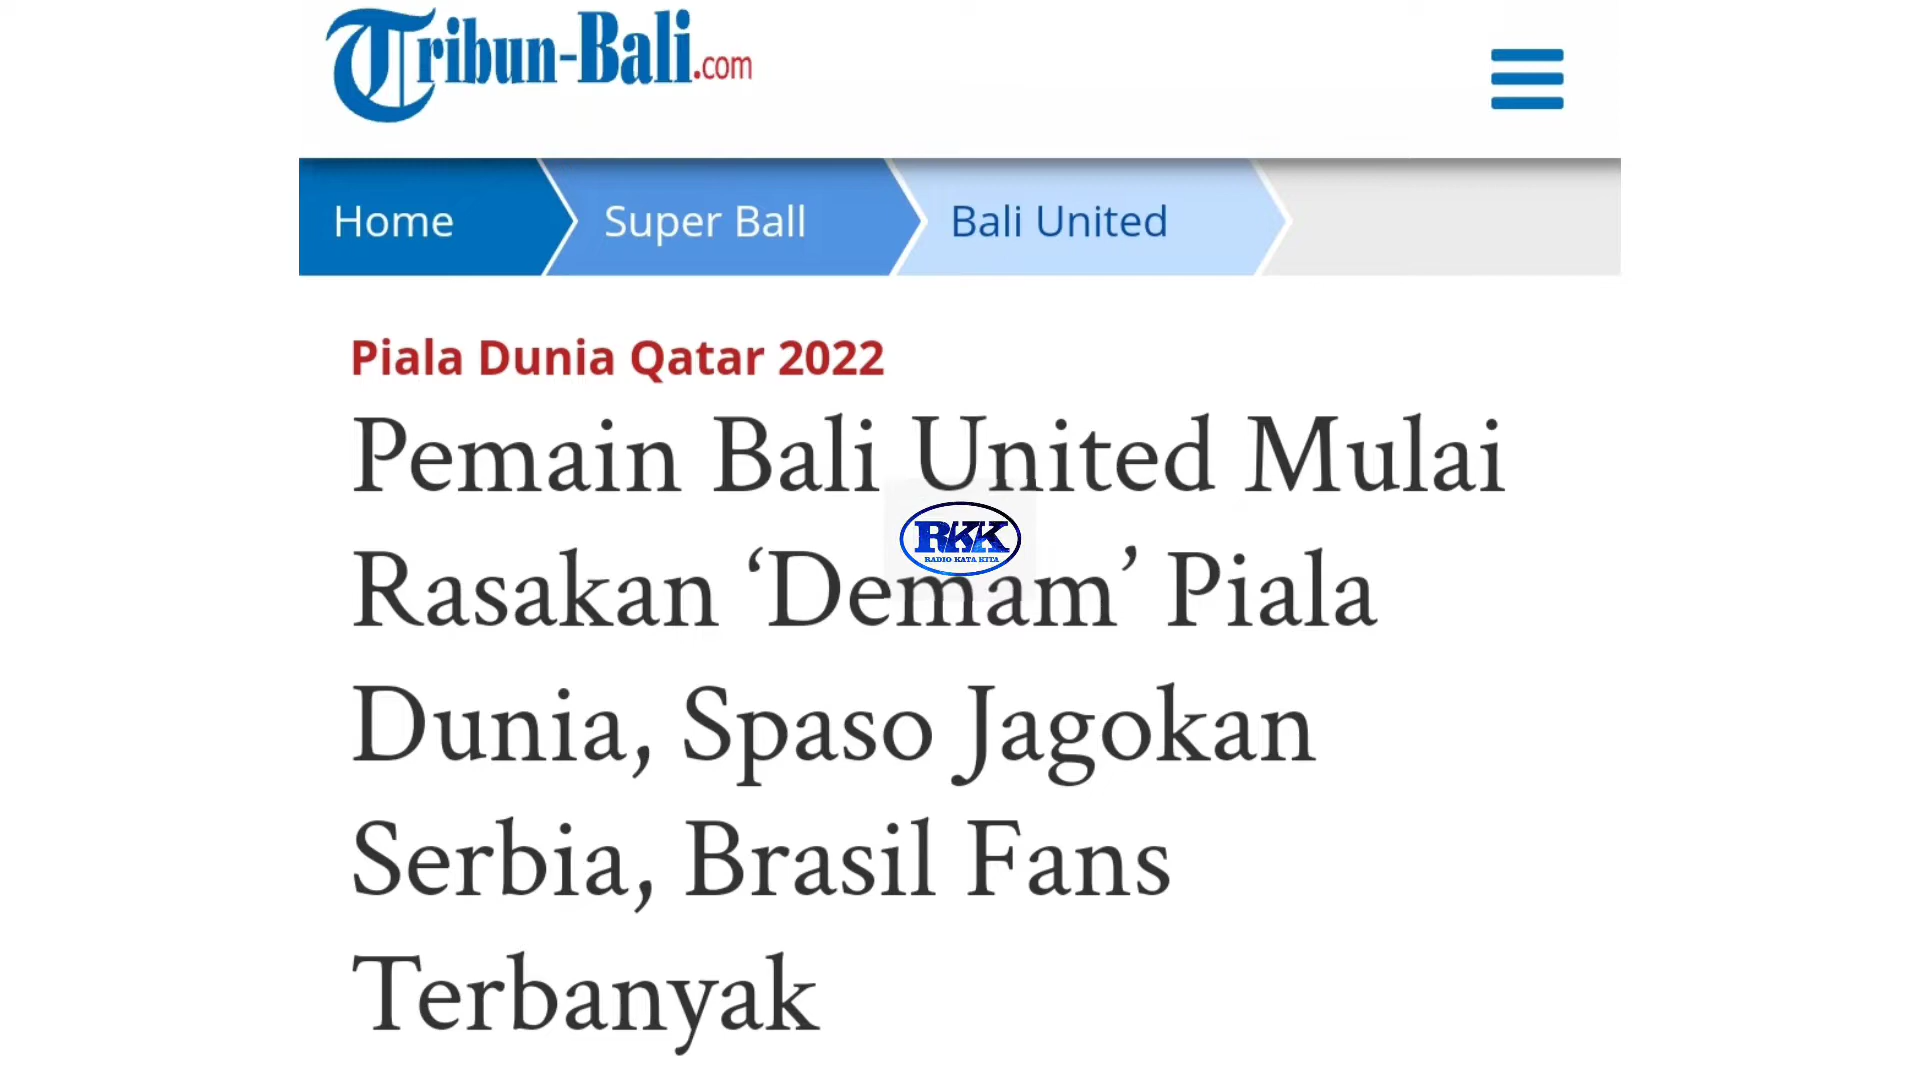 Tribun-Bali.com
Home Super Ball Bali United
Piala Dunia Qatar 2022
Pemain Bali United Mulai
RKK
RADIO KATA KITA
Rasakan ‘Demam’ Piala
Dunia, Spaso Jagokan
Serbia, Brasil Fans
Terbanyak